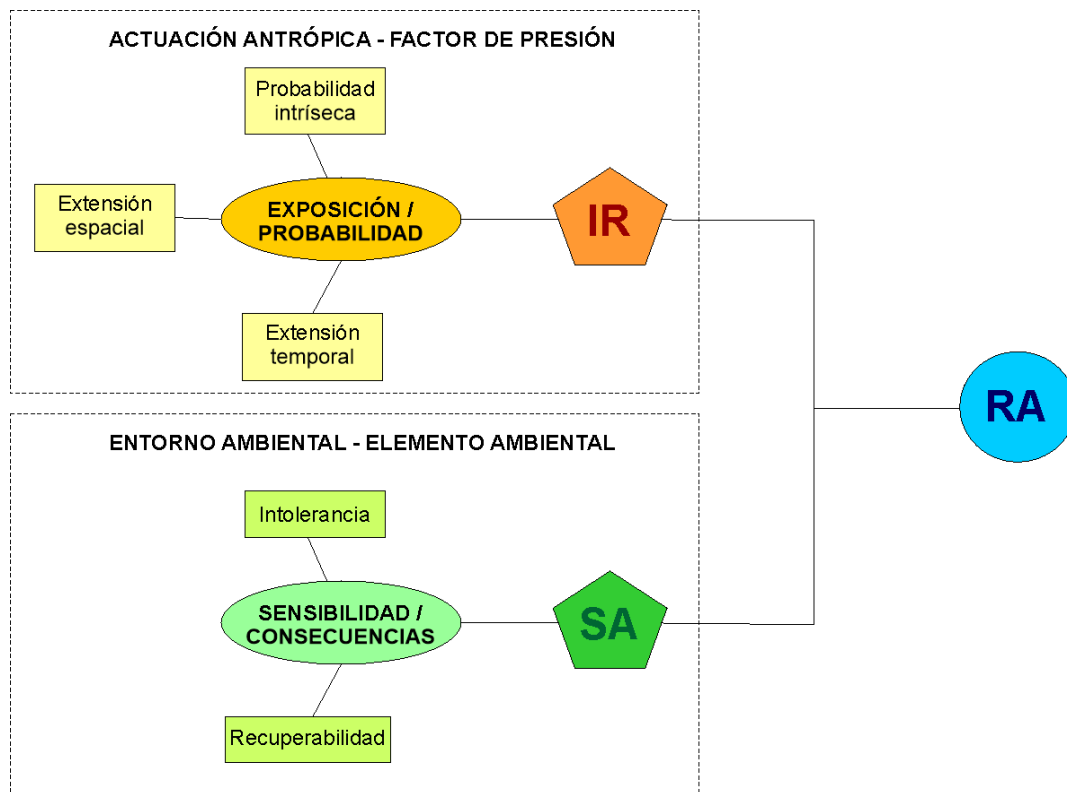 ACTUACIÓN ANTRÓPICA - FACTOR DE PRESIÓN
Probabilidad
intríseca
Extensión
espacial
EXPOSICIÓN /
PROBABILIDAD
IR
Extensión
temporal
RA
ENTORNO AMBIENTAL - ELEMENTO AMBIENTAL
Intolerancia
SENSIBILIDAD /
CONSECUENCIAS
SA
Recuperabilidad